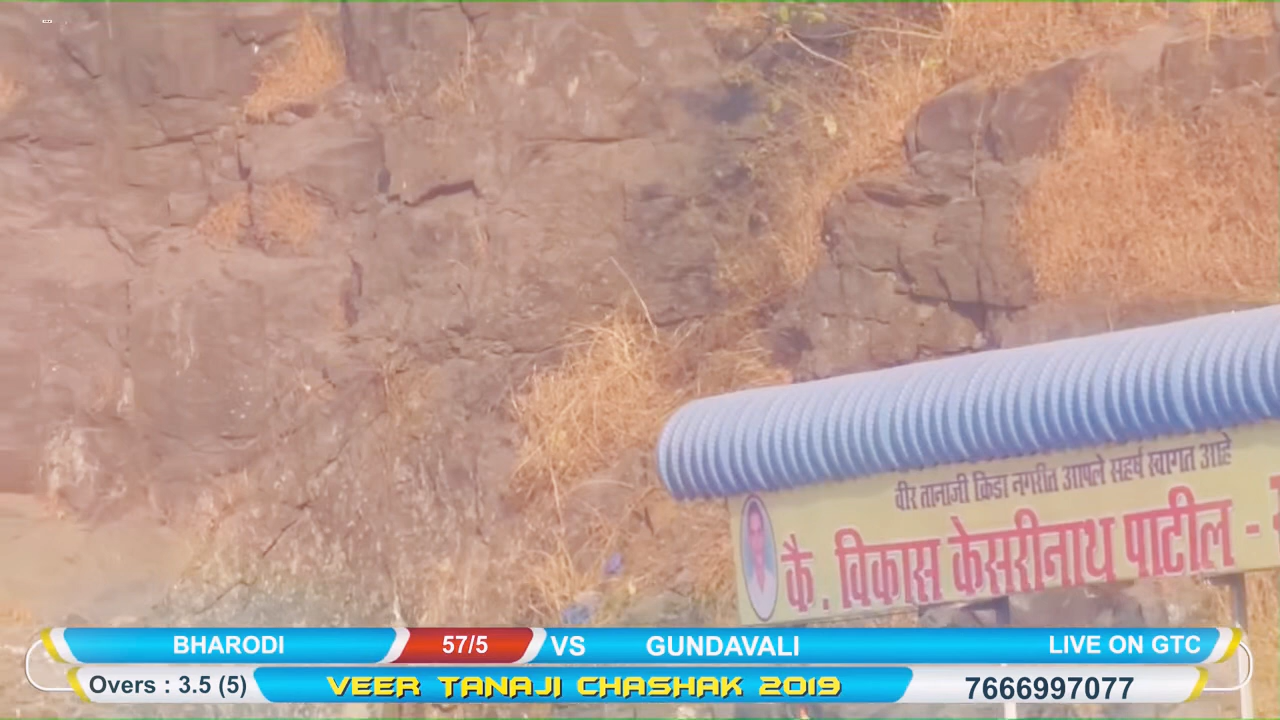 वीर तानाजी क्रिडा नगरीत आपले सहर्ष स्वागत आहे
कै. विकास केसरीनाथ पाटील -
BHARODI 57/5 VS GUNDAVALI LIVE ON GTC
Overs : 3.5 (5) VEER TANAJI CHASHAK 2019 7666997077